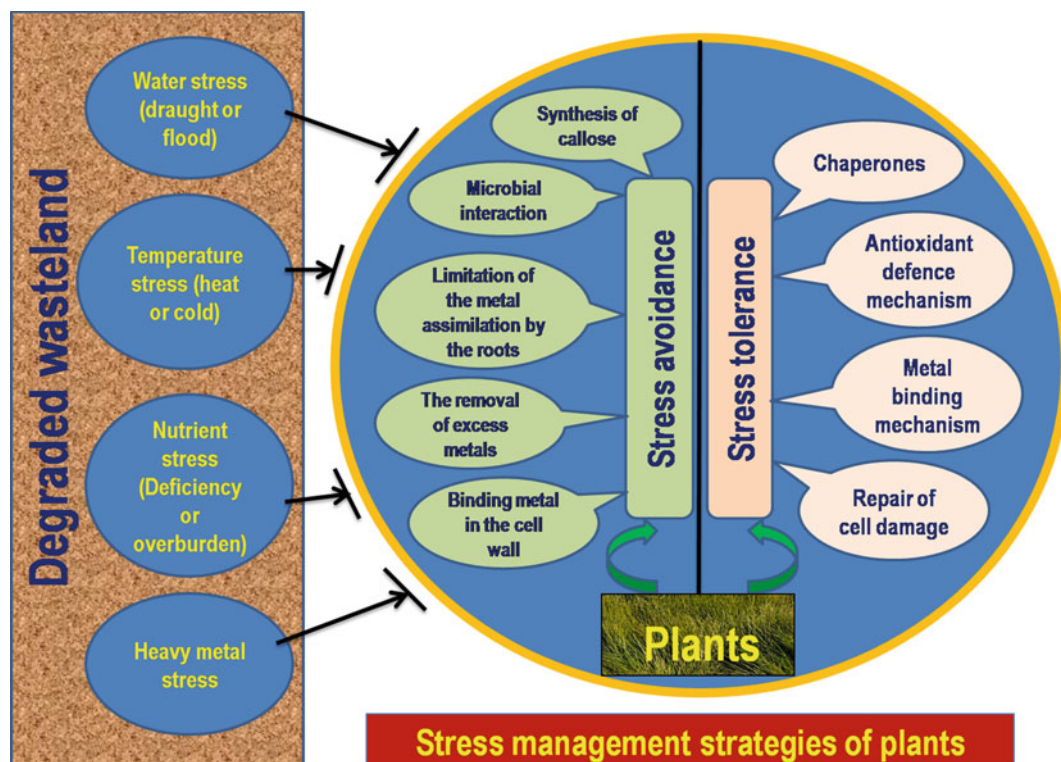 Degraded wasteland
Water stress
(draught or
flood)
Temperature
stress (heat
or cold)
Nutrient
stress
(Deficiency
or
overburden)
Heavy metal
stress
Synthesis of
callose
Microbial
interaction
Limitation of
the metal
assimilation by
the roots
The removal
of excess
metals
Binding metal
in the cell
wall
Stress avoidance
Stress tolerance
Chaperones
Antioxidant
defence
mechanism
Metal
binding
mechanism
Repair of
cell damage
Plants
Stress management strategies of plants